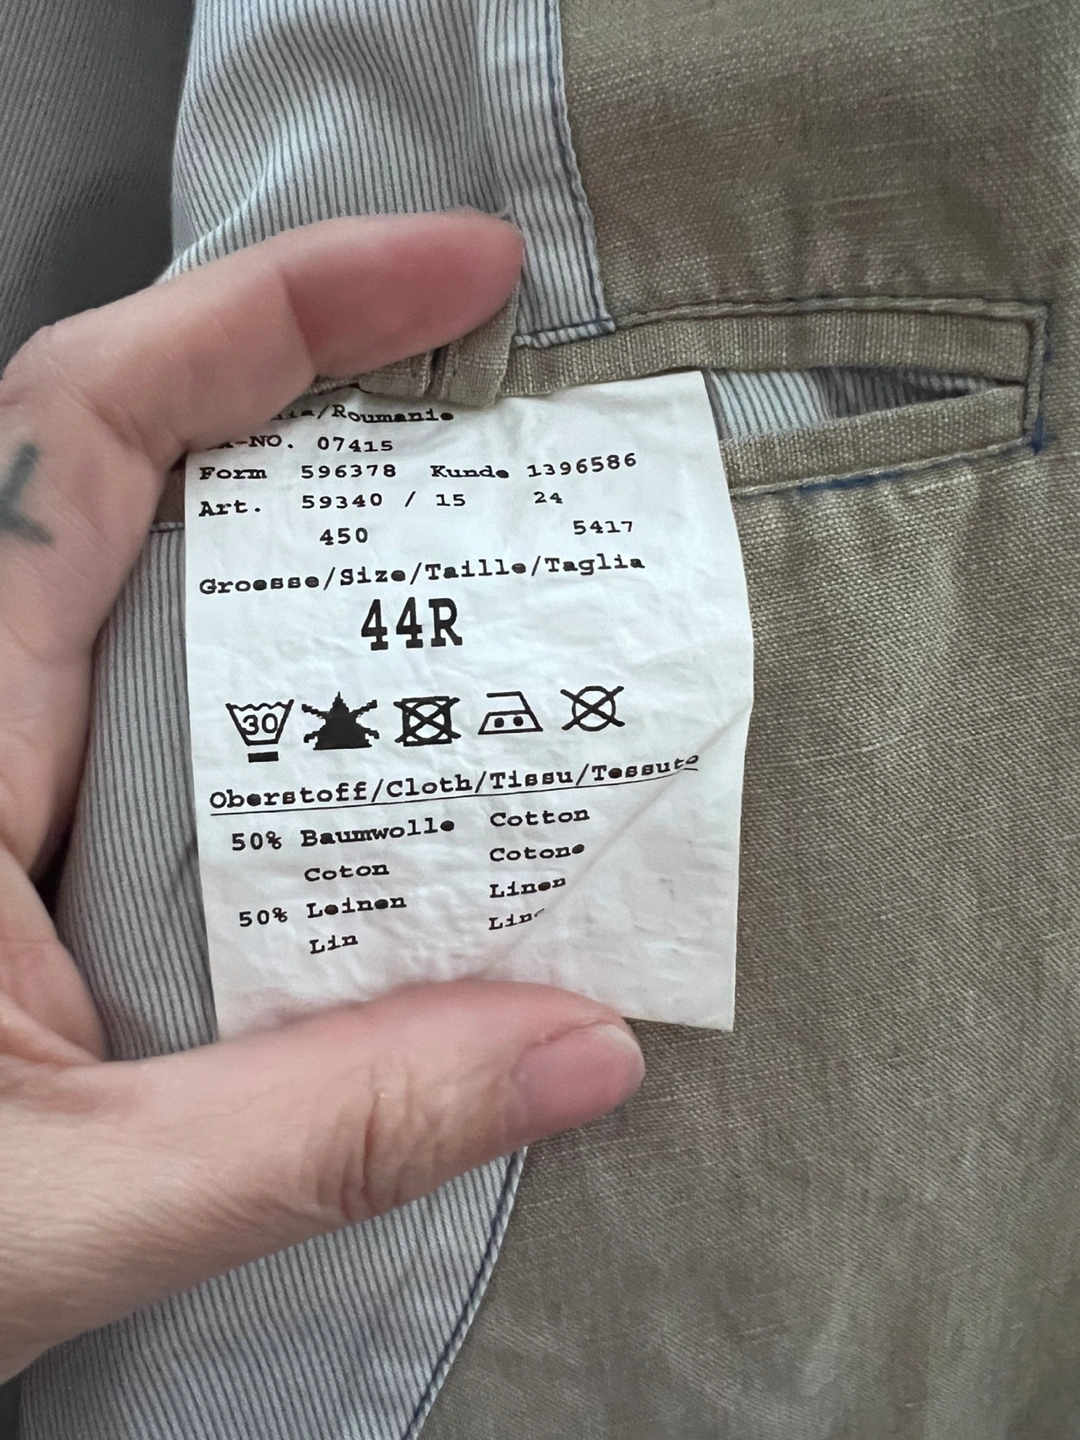 /Roumanie
-NO. 07415
Form 596378 Kunde 1396586
Art. 59340 / 15 24
450 5417
Groesse/Size/Taille/Taglia
44R
30
Oberstoff/Cloth/Tissu/Tessuto
50% Baumwolle Cotton
Coton Cotone
50% Leinen Linen
Lin Lino